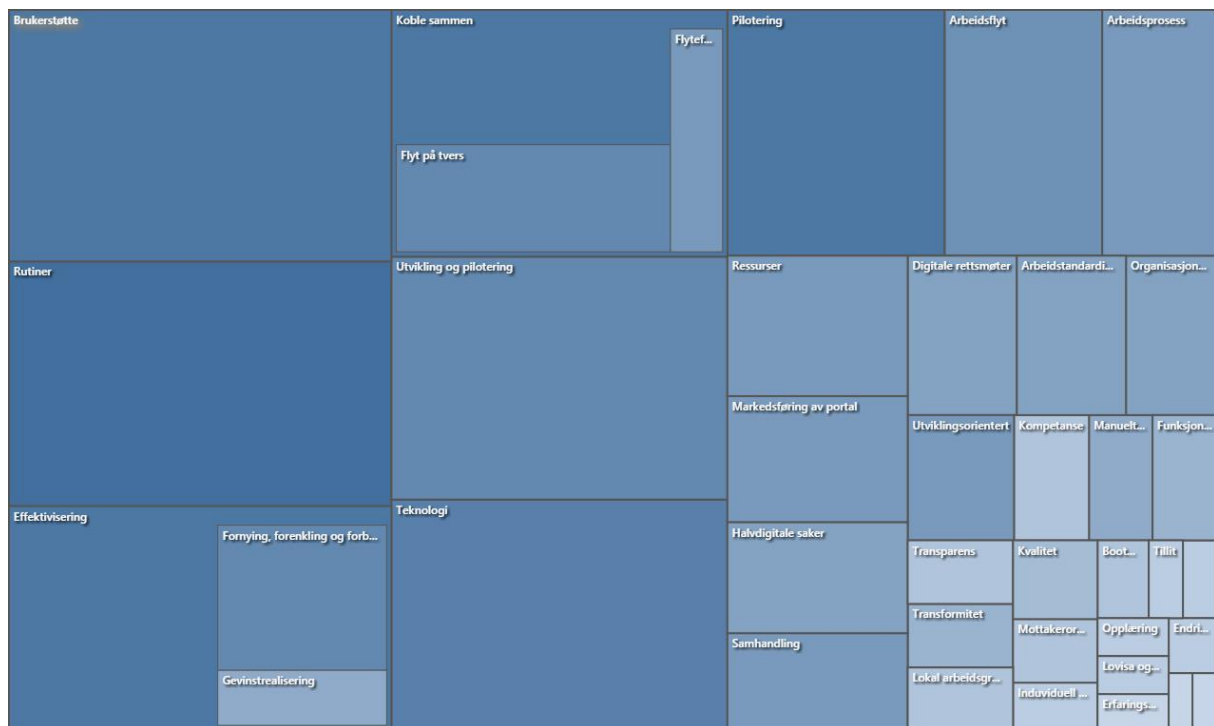 Brukerstøtte
Koble sammen
Flytef...
Flyt på tvers
Pilotering
Arbeidsflyt
Arbeidsprosess
Rutiner
Utvikling og pilotering
Ressurser
Digitale rettsmøter
Arbeidstandardi...
Organisasjon...
Markedsføring av portal
Utviklingsorientert
Kompetanse
Manuelt...
Funksjon...
Effektivisering
Fornying, forenkling og forb...
Gevinstrealisering
Teknologi
Halvdigitale saker
Transparens
Kvalitet
Boot...
Tillit
Transformitet
Mottakeror...
Opplæring
Endri...
Samhandling
Lokal arbeidsgr...
Induviduell ...
Lovisa og...
Erfarings...